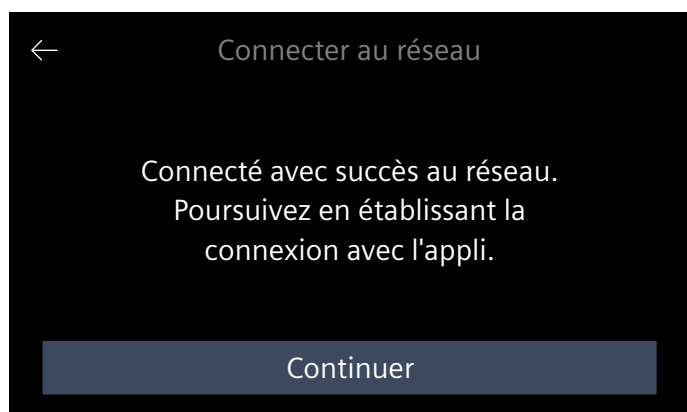 Connecter au réseau
Connecté avec succès au réseau.
Poursuivez en établissant la
connexion avec l'appli.
Continuer